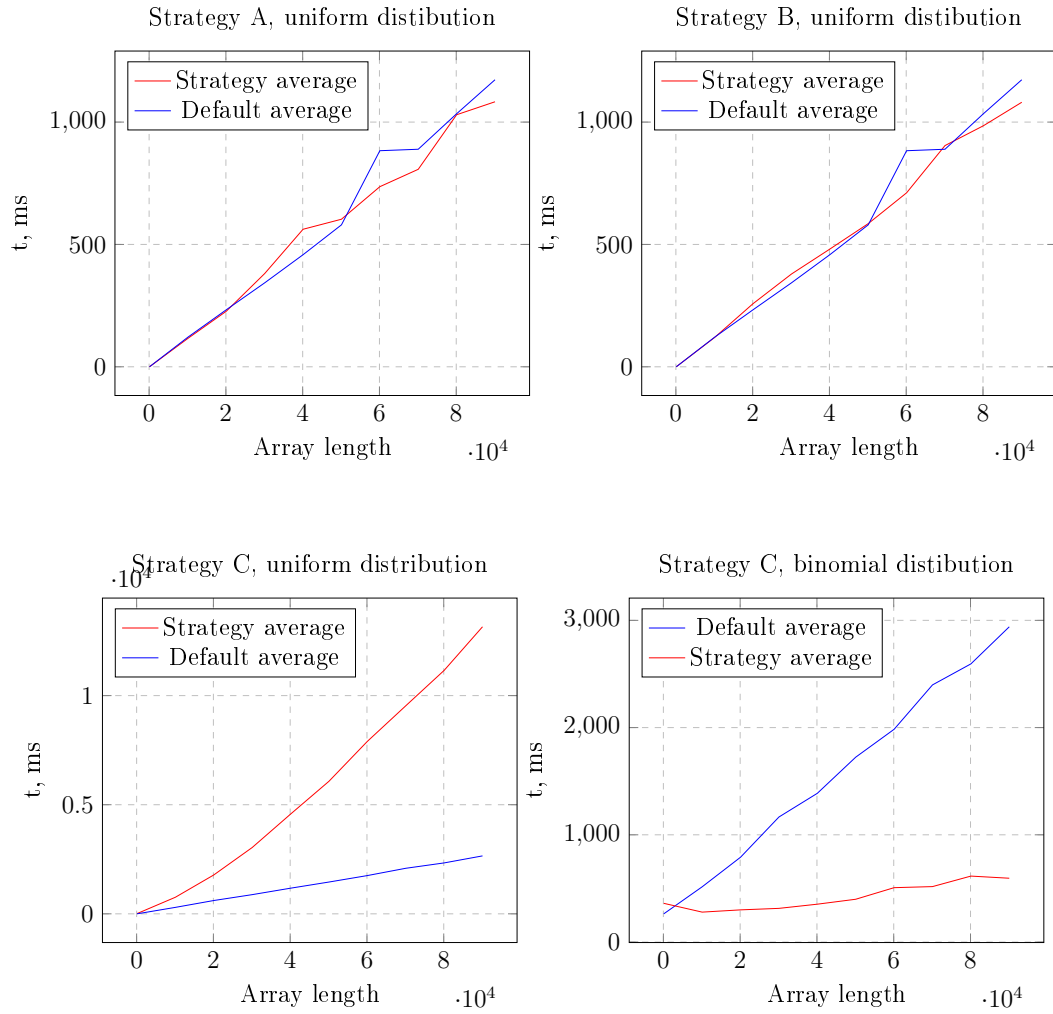 Strategy A, uniform distibution
Strategy average
Default average
1,000
500
0
t, ms
0 2 4 6 8
Array length
·10⁴
Strategy B, uniform distibution
Strategy average
Default average
1,000
500
0
t, ms
0 2 4 6 8
Array length
·10⁴
Strategy C, uniform distribution
·10⁴
Strategy average
Default average
1
0.5
0
t, ms
0 2 4 6 8
Array length
·10⁴
Strategy C, binomial distibution
Default average
Strategy average
3,000
2,000
1,000
0
t, ms
0 2 4 6 8
Array length
·10⁴